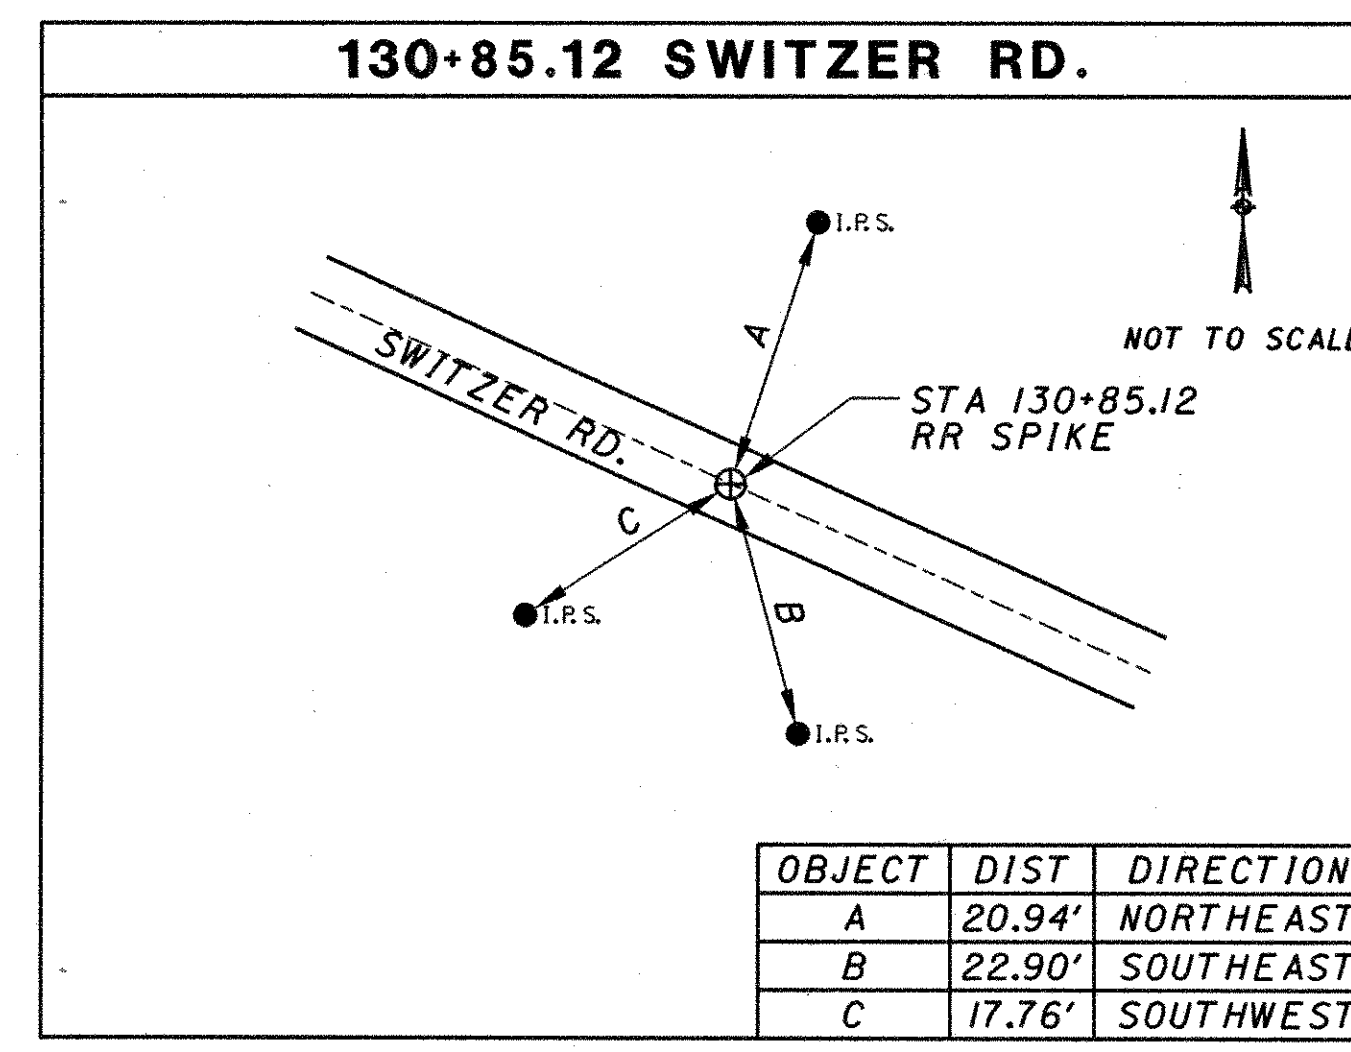 130+85.12 SWITZER RD.
I.P.S.
A
NOT TO SCALE
SWITZER RD.
STA 130+85.12
RR SPIKE
C
I.P.S.
B
I.P.S.
OBJECT DIST DIRECTION
A 20.94' NORTHEAST
B 22.90' SOUTHEAST
C 17.76' SOUTHWEST